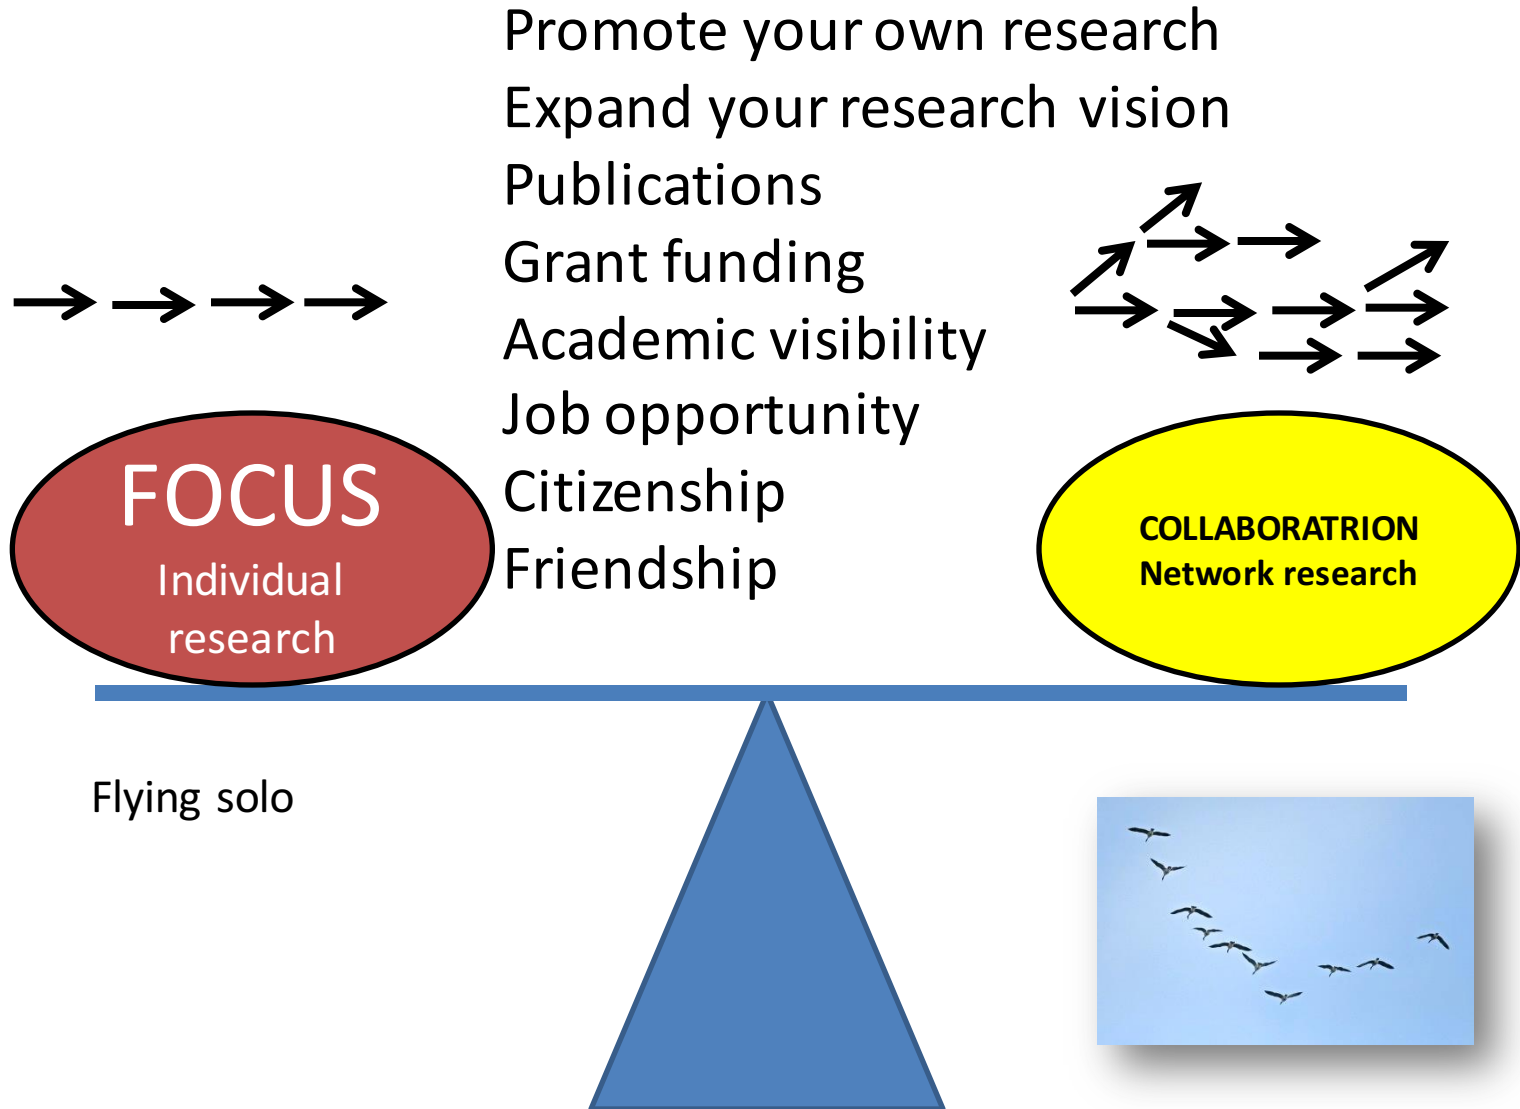 Promote your own research
Expand your research vision
Publications
Grant funding
Academic visibility
Job opportunity
Citizenship
Friendship
FOCUS
Individual
research
COLLABORATRION
Network research
Flying solo